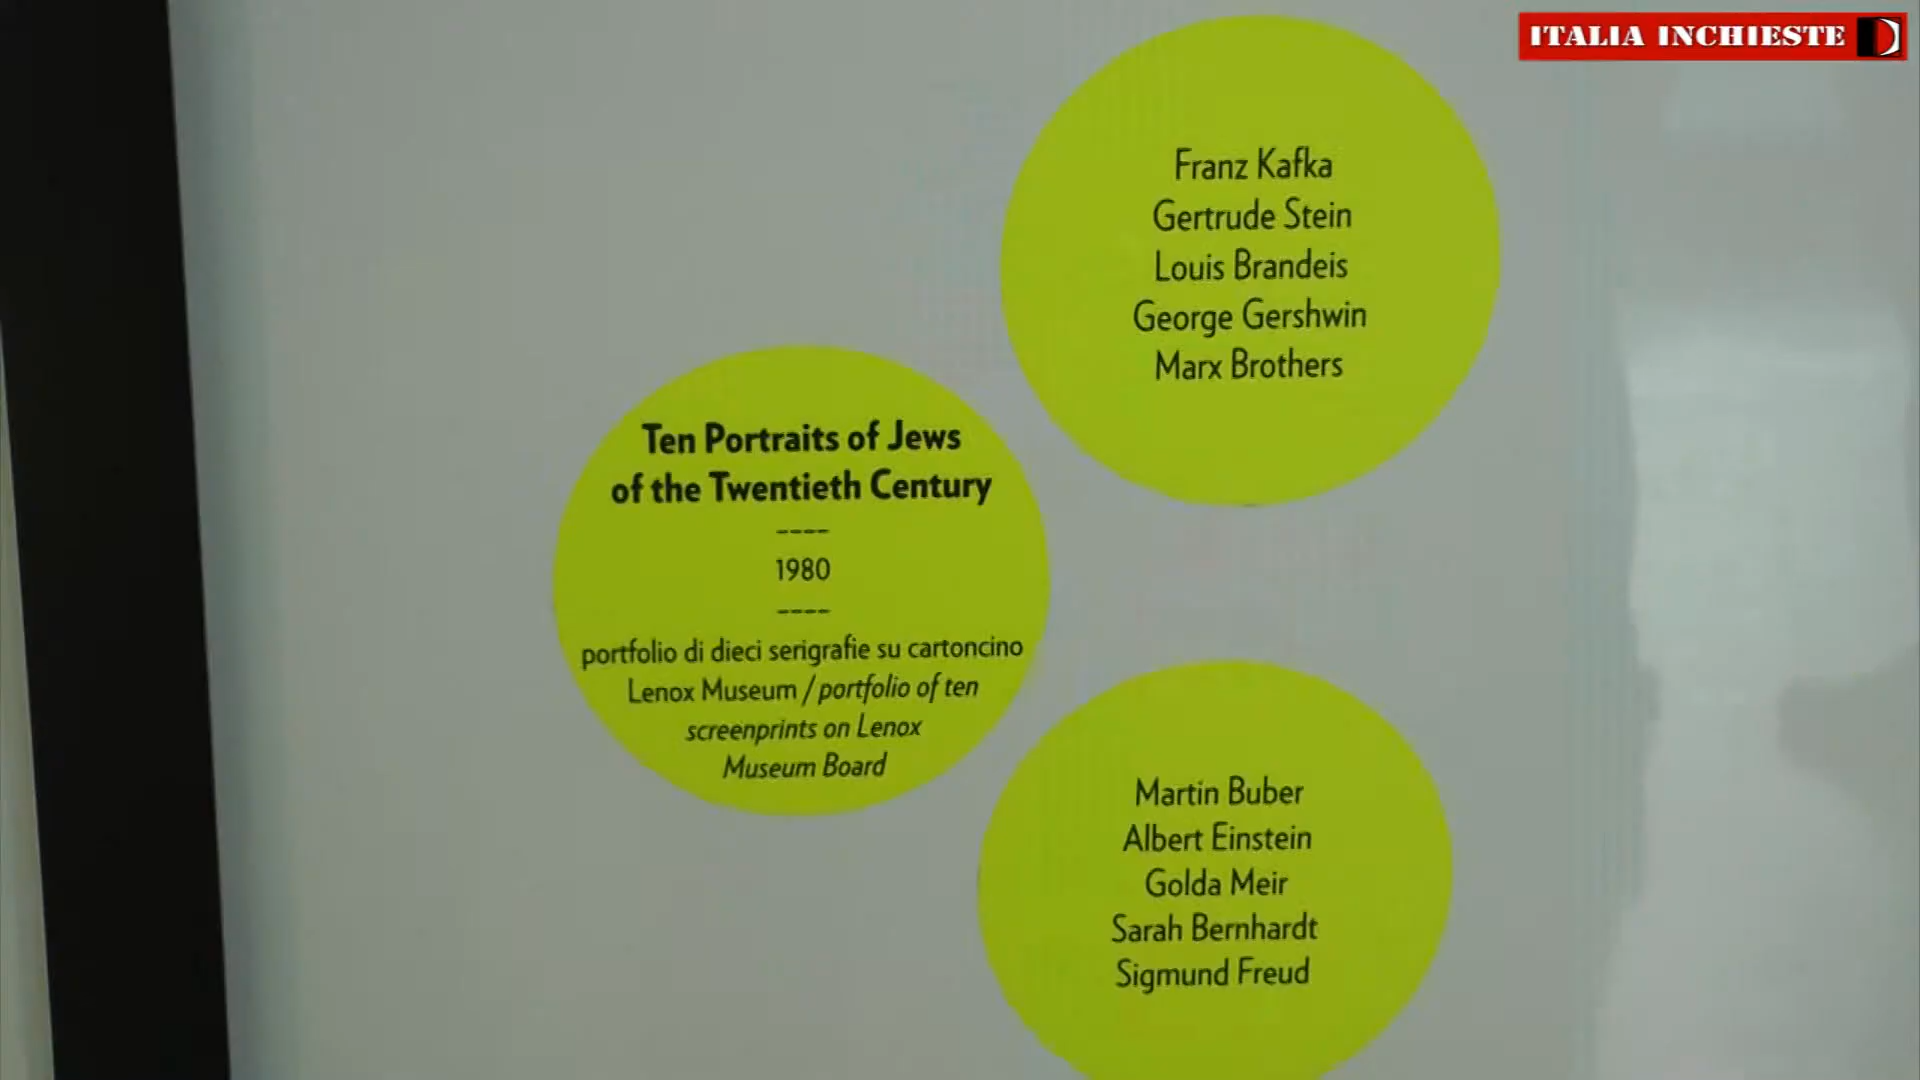 ITALIA INCHIESTE
Franz Kafka
Gertrude Stein
Louis Brandeis
George Gershwin
Marx Brothers
Ten Portraits of Jews
of the Twentieth Century
----
1980
----
portfolio di dieci serigrafie su cartoncino
Lenox Museum / portfolio of ten
screenprints on Lenox
Museum Board
Martin Buber
Albert Einstein
Golda Meir
Sarah Bernhardt
Sigmund Freud